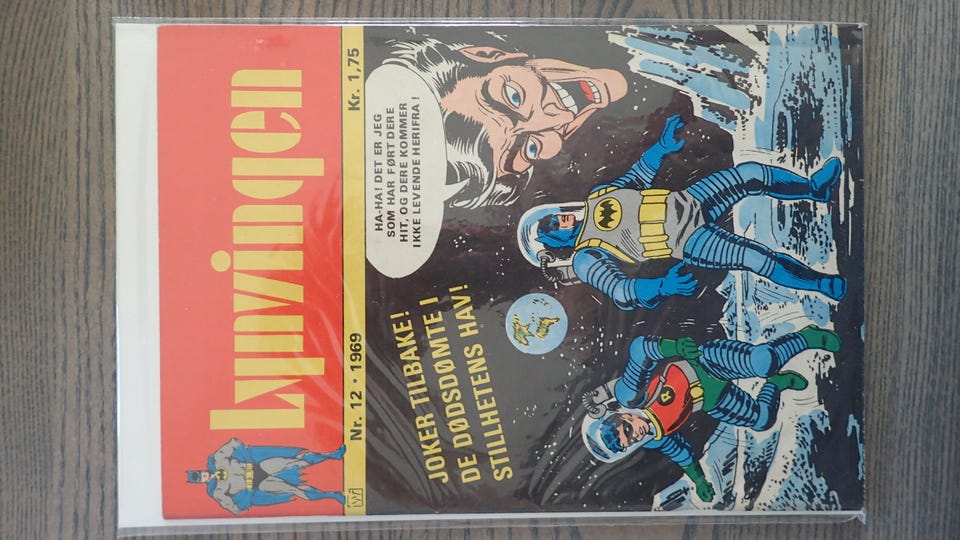 Lynvingen
Nr. 12 • 1969
Kr. 1,75
HA-HA! DET ER JEG
SOM HAR FØRT DERE
HIT, OG DERE KOMMER
IKKE LEVENDE HERIFRA!
JOKER TILBAKE!
DE DØDSDØMTE I
STILLHETENS HAV!
R